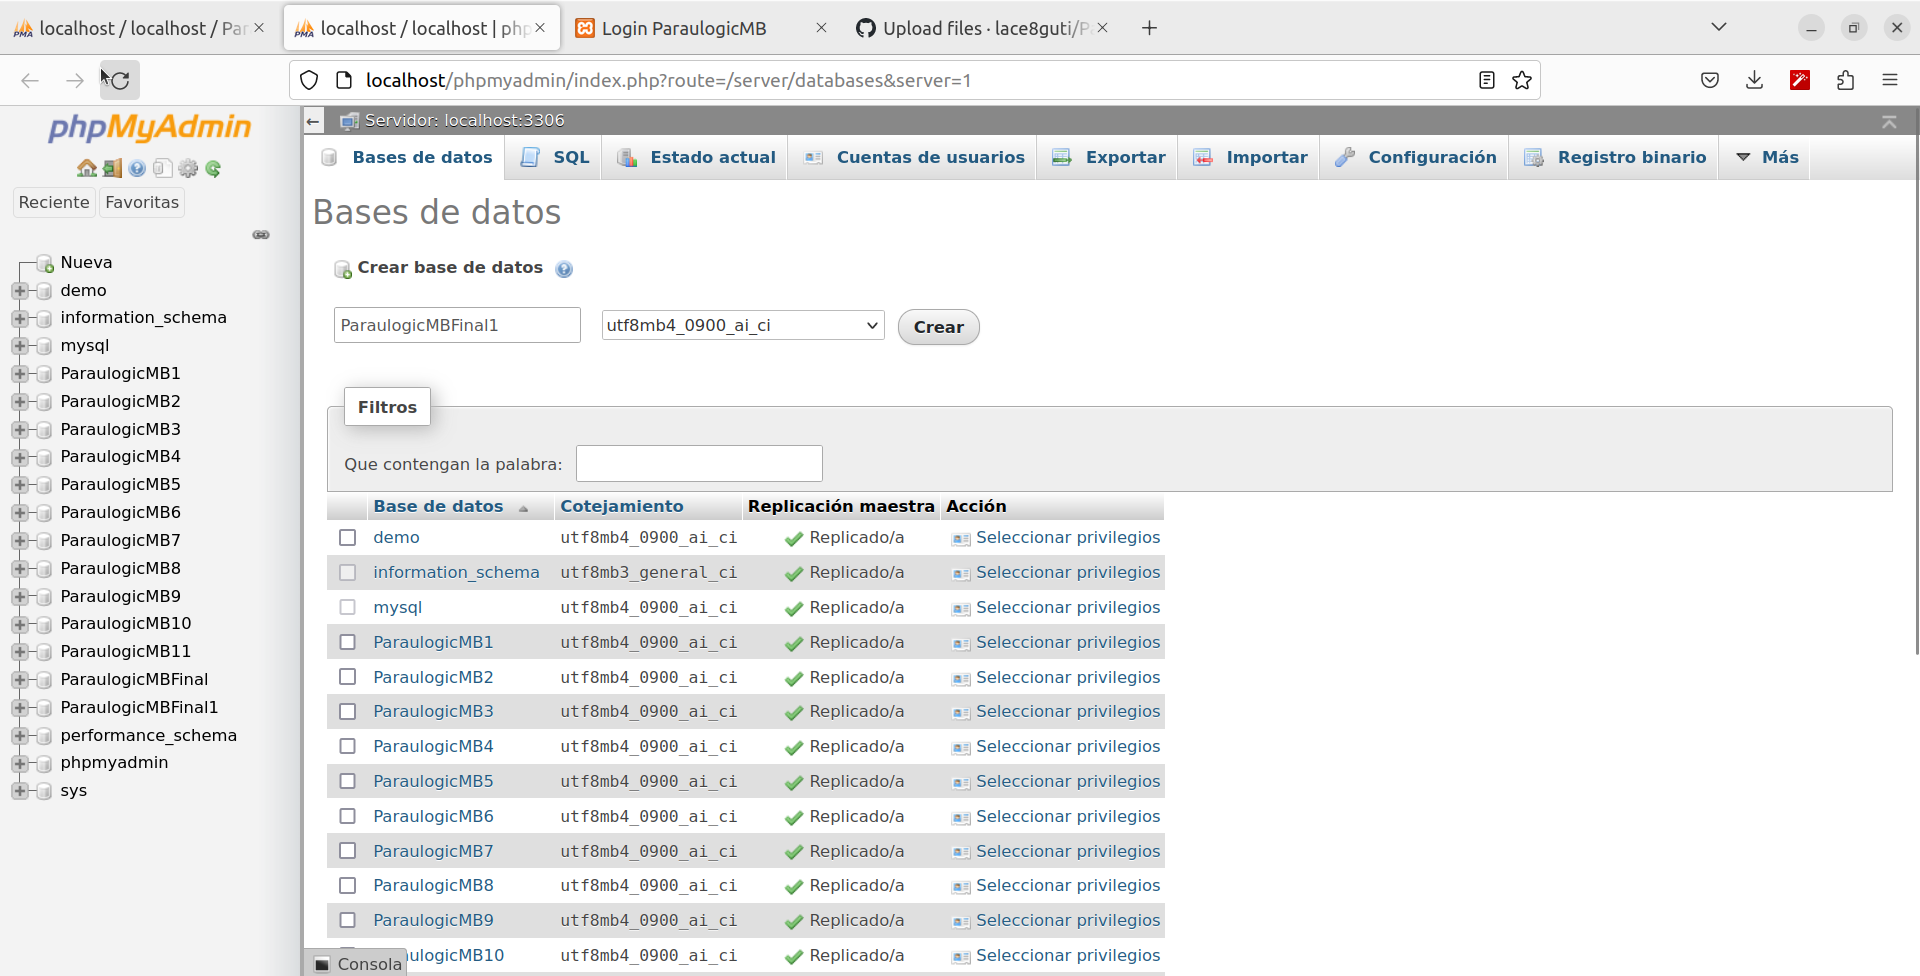 localhost / localhost / Par
localhost / localhost | php
Login ParaulogicMB
Upload files · lace8guti/P
localhost/phpmyadmin/index.php?route=/server/databases&server=1
phpMyAdmin
Reciente
Favoritas
Nueva
demo
information_schema
mysql
ParaulogicMB1
ParaulogicMB2
ParaulogicMB3
ParaulogicMB4
ParaulogicMB5
ParaulogicMB6
ParaulogicMB7
ParaulogicMB8
ParaulogicMB9
ParaulogicMB10
ParaulogicMB11
ParaulogicMBFinal
ParaulogicMBFinal1
performance_schema
phpmyadmin
sys
Servidor: localhost:3306
Bases de datos SQL Estado actual Cuentas de usuarios Exportar Importar Configuración Registro binario Más
Bases de datos
Crear base de datos
ParaulogicMBFinal1 utf8mb4_0900_ai_ci Crear
Filtros
Que contengan la palabra:
Base de datos Cotejamiento Replicación maestra Acción
demo utf8mb4_0900_ai_ci Replicado/a Seleccionar privilegios
information_schema utf8mb3_general_ci Replicado/a Seleccionar privilegios
mysql utf8mb4_0900_ai_ci Replicado/a Seleccionar privilegios
ParaulogicMB1 utf8mb4_0900_ai_ci Replicado/a Seleccionar privilegios
ParaulogicMB2 utf8mb4_0900_ai_ci Replicado/a Seleccionar privilegios
ParaulogicMB3 utf8mb4_0900_ai_ci Replicado/a Seleccionar privilegios
ParaulogicMB4 utf8mb4_0900_ai_ci Replicado/a Seleccionar privilegios
ParaulogicMB5 utf8mb4_0900_ai_ci Replicado/a Seleccionar privilegios
ParaulogicMB6 utf8mb4_0900_ai_ci Replicado/a Seleccionar privilegios
ParaulogicMB7 utf8mb4_0900_ai_ci Replicado/a Seleccionar privilegios
ParaulogicMB8 utf8mb4_0900_ai_ci Replicado/a Seleccionar privilegios
ParaulogicMB9 utf8mb4_0900_ai_ci Replicado/a Seleccionar privilegios
ulogicMB10 utf8mb4_0900_ai_ci Replicado/a Seleccionar privilegios
Consola